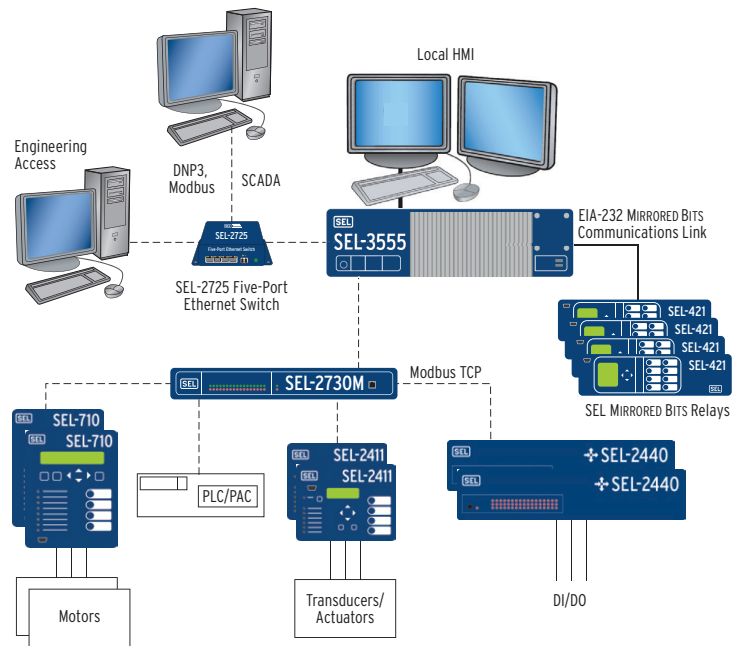 Local HMI
Engineering
Access
DNP3,
Modbus
SCADA
SEL-2725
Five-Port Ethernet Switch
SEL-2725 Five-Port
Ethernet Switch
SEL
SEL-3555
EIA-232 MIRRORED BITS
Communications Link
SEL-421
SEL-421
SEL-421
SEL-421
SEL
SEL MIRRORED BITS Relays
SEL
SEL-2730M
Modbus TCP
SEL
SEL-710
SEL
SEL-710
PLC/PAC
SEL
SEL-2411
SEL
SEL-2411
SEL
SEL-2440
SEL
SEL-2440
Motors
Transducers/
Actuators
DI/DO